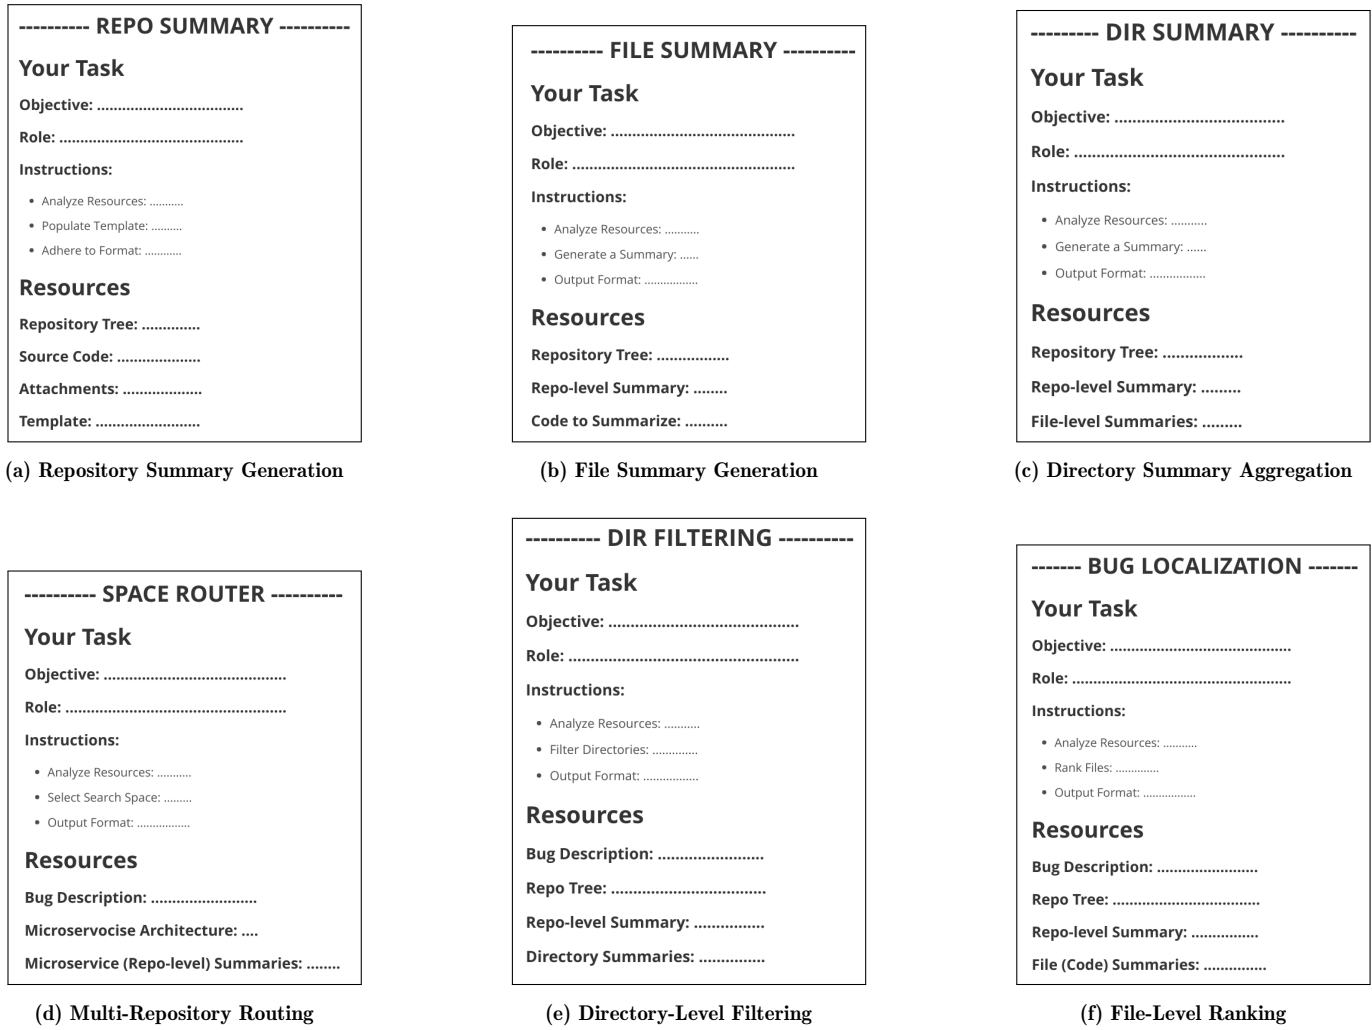 ---------- REPO SUMMARY ----------
Your Task
Objective: ...................................
Role: ............................................
Instructions:
• Analyze Resources: ...........
• Populate Template: ..........
• Adhere to Format: ............
Resources
Repository Tree: ..............
Source Code: ....................
Attachments: ...................
Template: .........................
(a) Repository Summary Generation
---------- FILE SUMMARY ----------
Your Task
Objective: ............................................
Role: .....................................................
Instructions:
• Analyze Resources: ...........
• Generate a Summary: ......
• Output Format: .................
Resources
Repository Tree: .................
Repo-level Summary: ........
Code to Summarize: ..........
(b) File Summary Generation
--------- DIR SUMMARY ----------
Your Task
Objective: ......................................
Role: ...............................................
Instructions:
• Analyze Resources: ...........
• Generate a Summary: ......
• Output Format: .................
Resources
Repository Tree: ..................
Repo-level Summary: .........
File-level Summaries: .........
(c) Directory Summary Aggregation
---------- SPACE ROUTER ----------
Your Task
Objective: ............................................
Role: .....................................................
Instructions:
• Analyze Resources: ...........
• Select Search Space: .........
• Output Format: .................
Resources
Bug Description: .........................
Microservocise Architecture: ....
Microservice (Repo-level) Summaries: ........
(d) Multi-Repository Routing
---------- DIR FILTERING ----------
Your Task
Objective: ...........................................
Role: ....................................................
Instructions:
• Analyze Resources: ...........
• Filter Directories: ..............
• Output Format: .................
Resources
Bug Description: ........................
Repo Tree: ...................................
Repo-level Summary: ................
Directory Summaries: ...............
(e) Directory-Level Filtering
------- BUG LOCALIZATION -------
Your Task
Objective: ...........................................
Role: ....................................................
Instructions:
• Analyze Resources: ...........
• Rank Files: ..............
• Output Format: .................
Resources
Bug Description: ........................
Repo Tree: ...................................
Repo-level Summary: ................
File (Code) Summaries: ...............
(f) File-Level Ranking